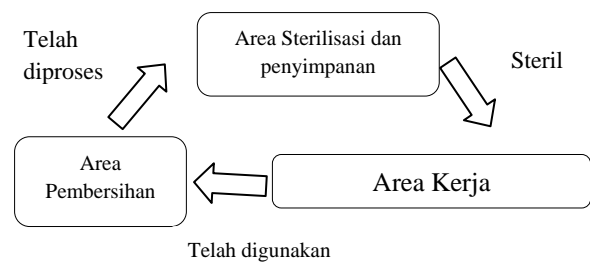 Telah
diproses
Area Sterilisasi dan
penyimpanan
Steril
Area
Pembersihan
Area Kerja
Telah digunakan